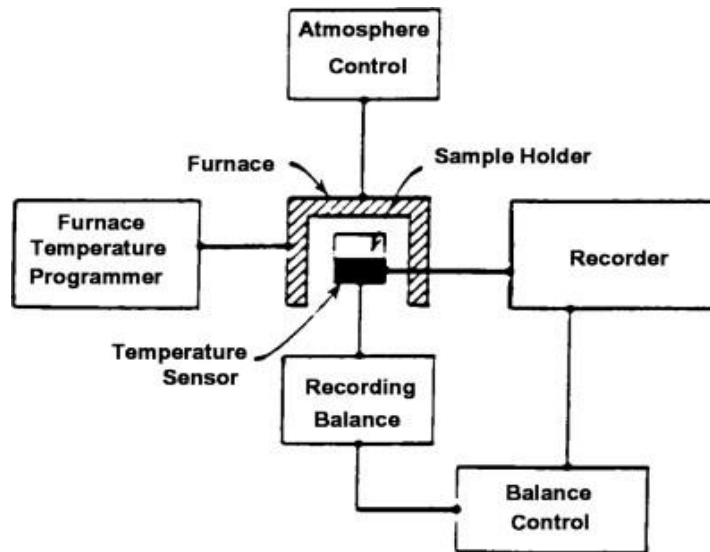 Atmosphere
Control
Furnace
Sample Holder
Furnace
Temperature
Programmer
Recorder
Temperature
Sensor
Recording
Balance
Balance
Control